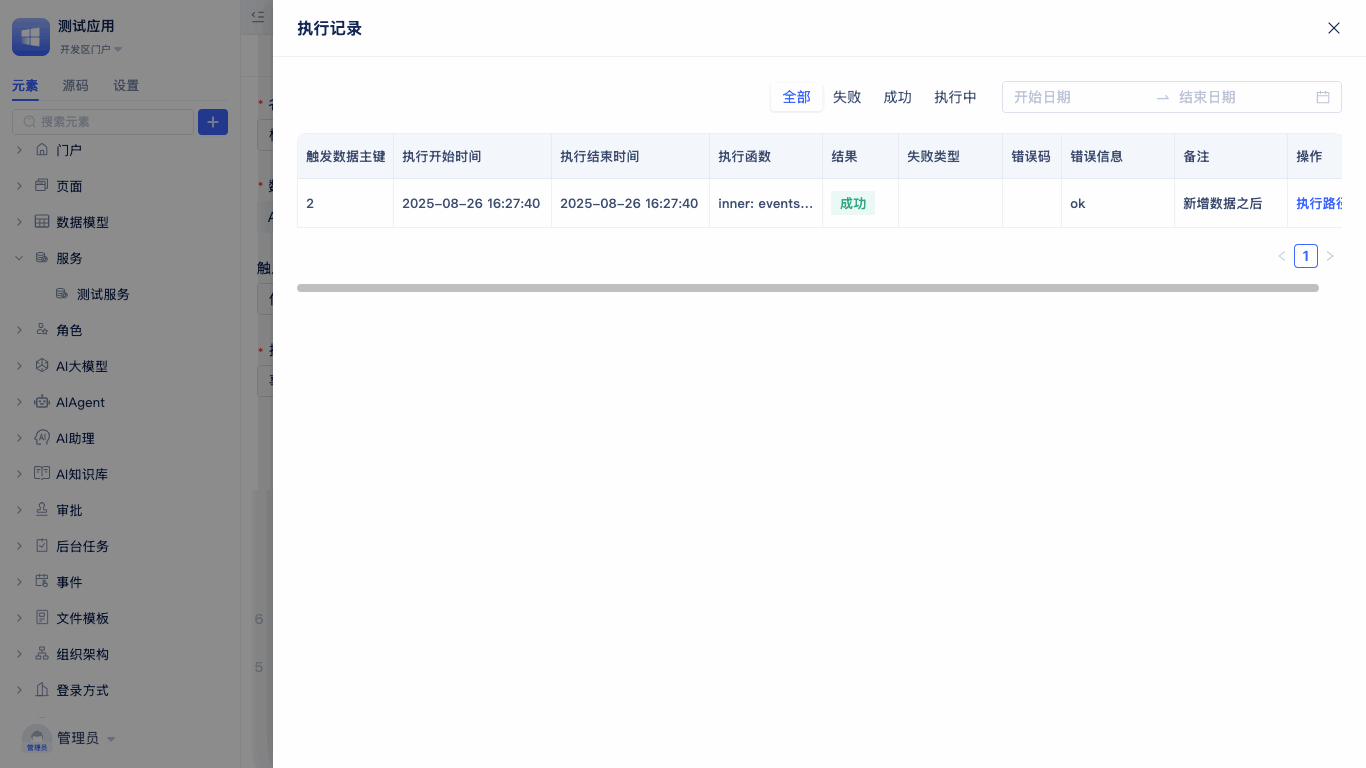 测试应用
开发区门户
元素 源码 设置
搜索元素
门户
页面
数据模型
服务
测试服务
角色
AI大模型
AIAgent
AI助理
AI知识库
审批
后台任务
事件
文件模板
组织架构
登录方式
管理员
管理员
6
5
执行记录
全部 失败 成功 执行中 开始日期 结束日期
触发数据主键 执行开始时间 执行结束时间 执行函数 结果 失败类型 错误码 错误信息 备注 操作
2 2025-08-26 16:27:40 2025-08-26 16:27:40 inner: events... 成功 ok 新增数据之后 执行路径
1